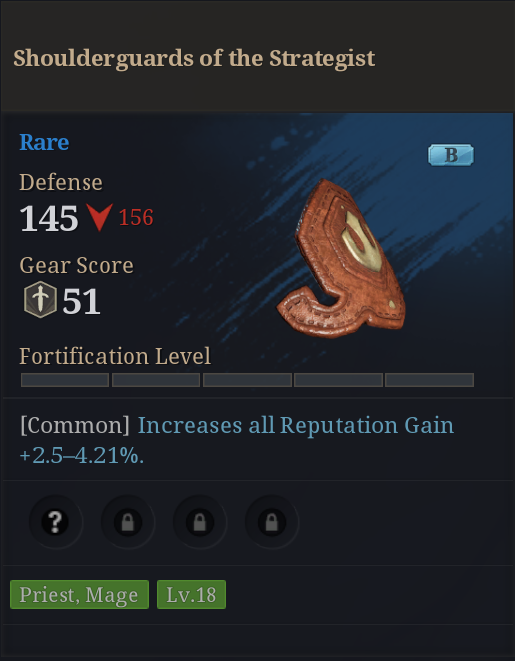 Shoulderguards of the Strategist
Rare
B
Defense
145 156
Gear Score
51
Fortification Level
[Common] Increases all Reputation Gain
+2.5–4.21%.
?
Priest, Mage Lv.18